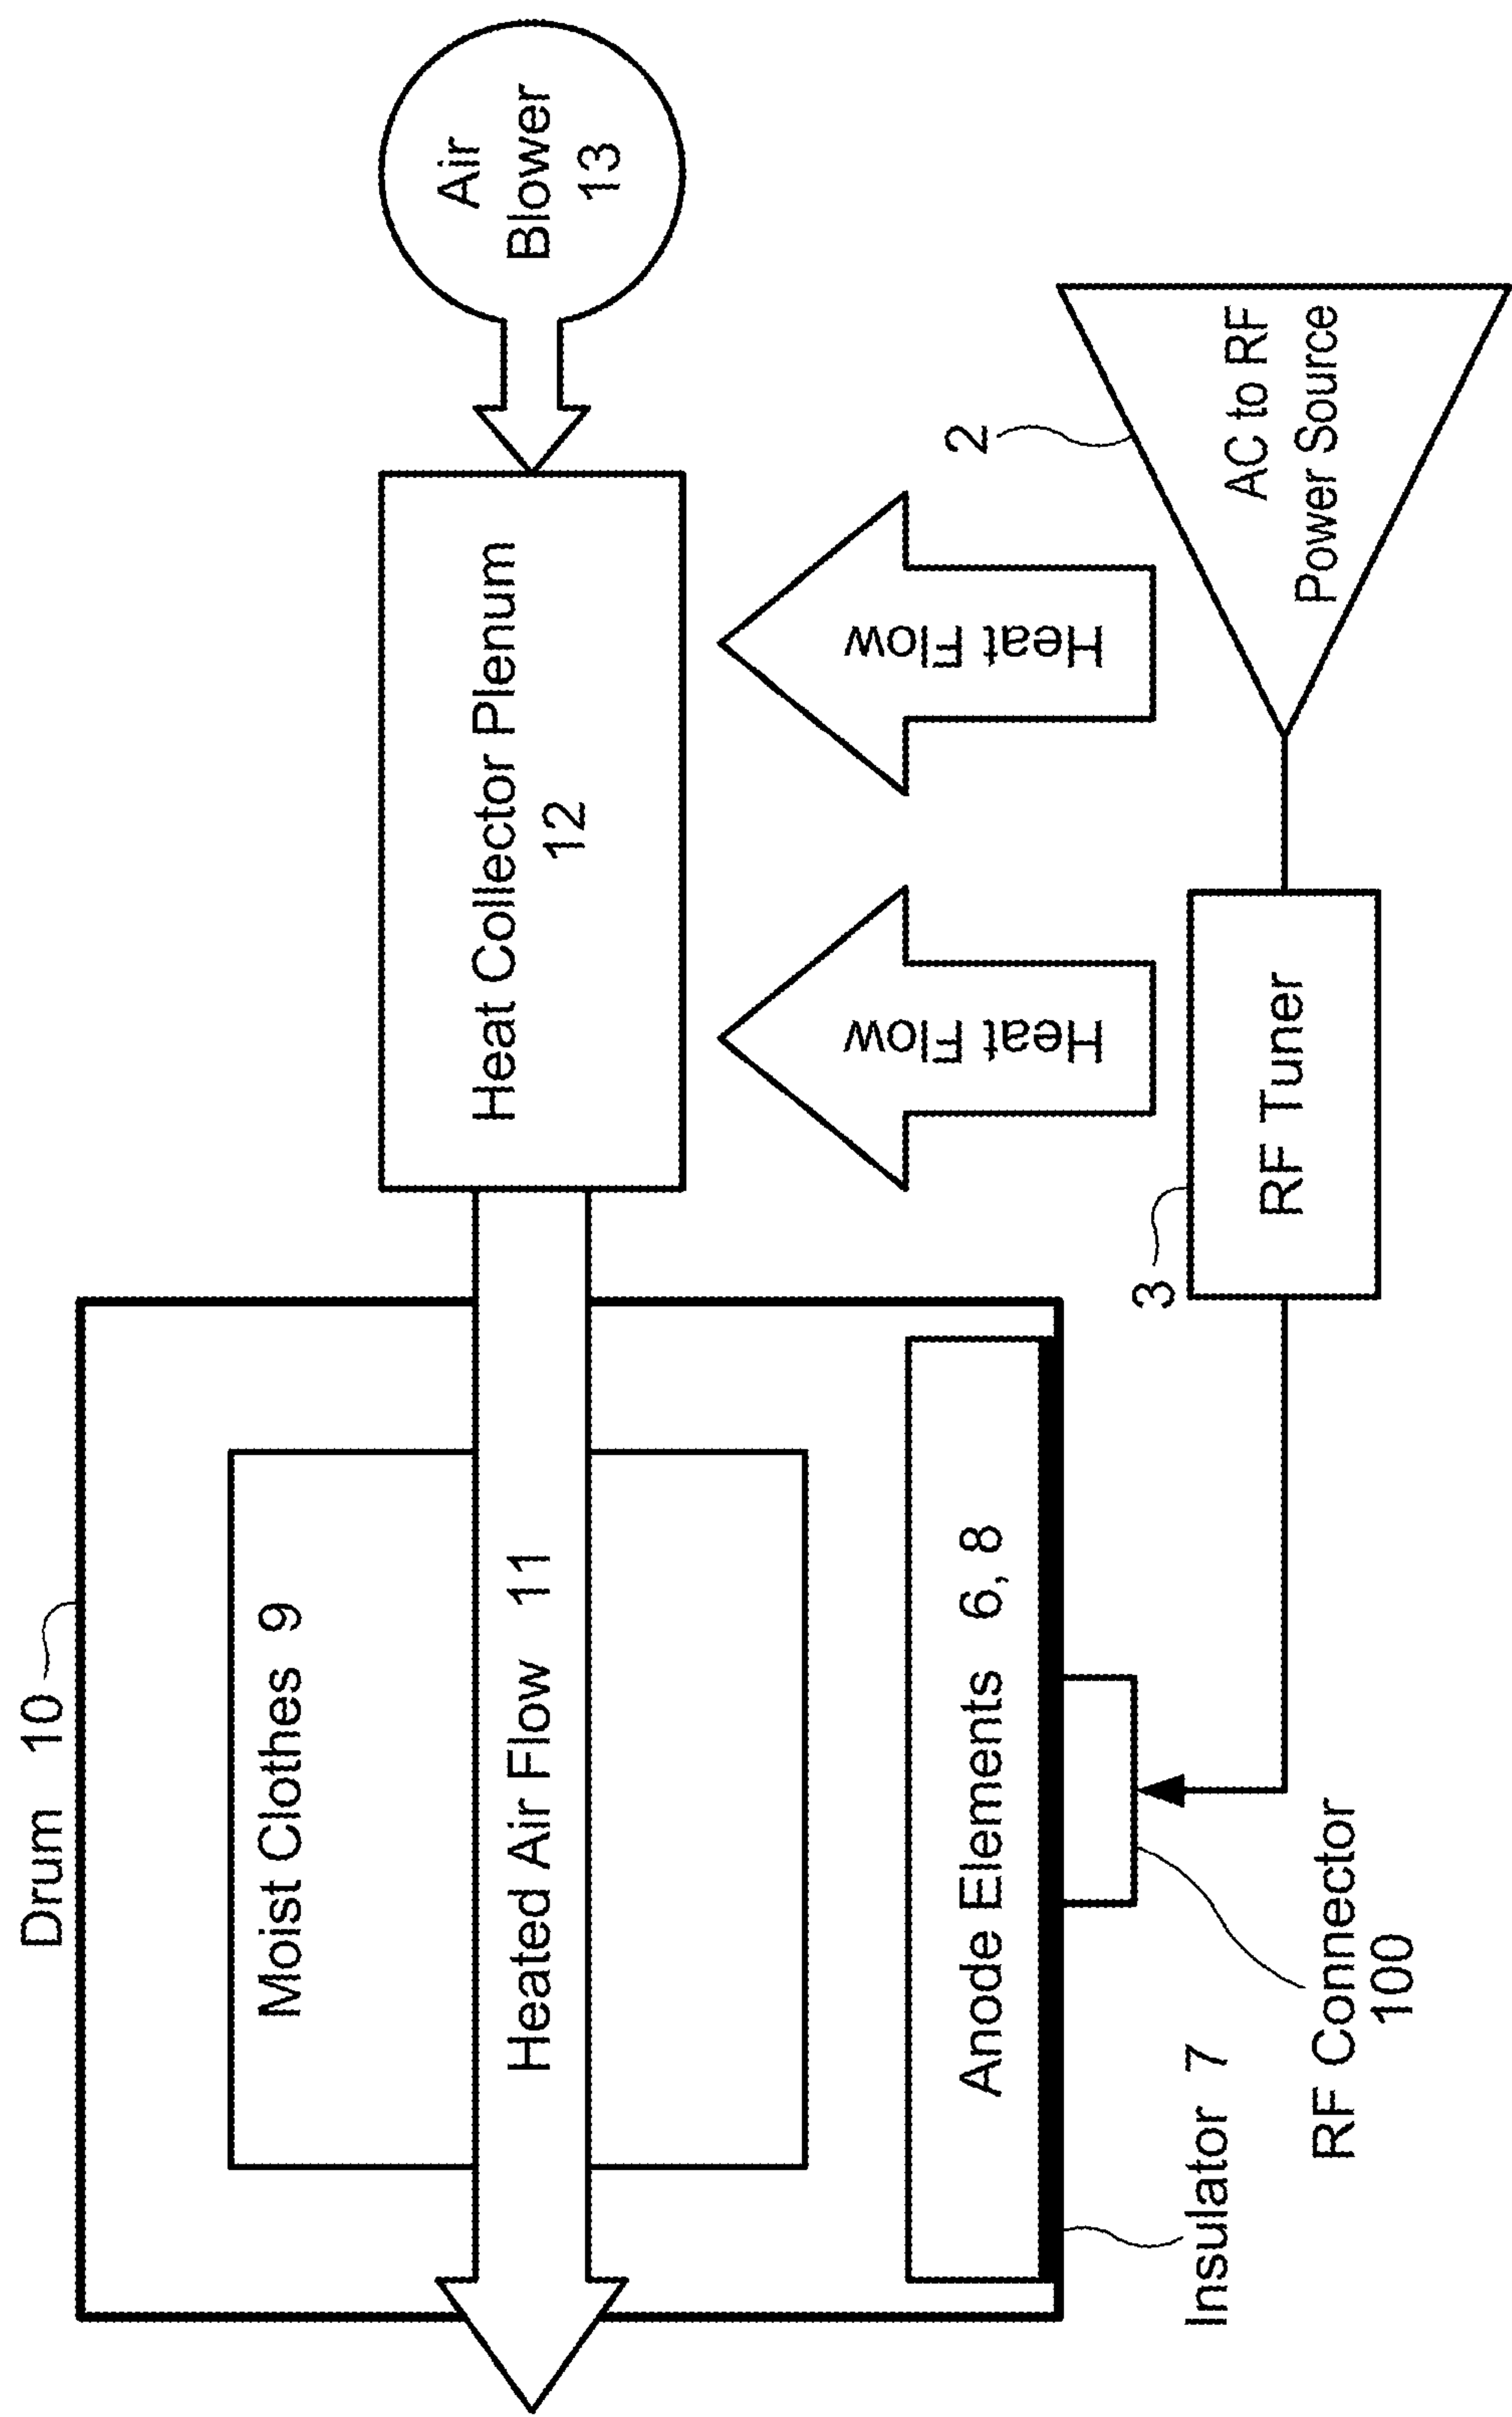 Drum 10
Moist Clothes 9
Heated Air Flow 11
Anode Elements 6, 8
Insulator 7
RF Connector
100
Heat Collector Plenum
12
Air
Blower
13
Heat Flow
Heat Flow
3
RF Tuner
2
AC to RF
Power Source